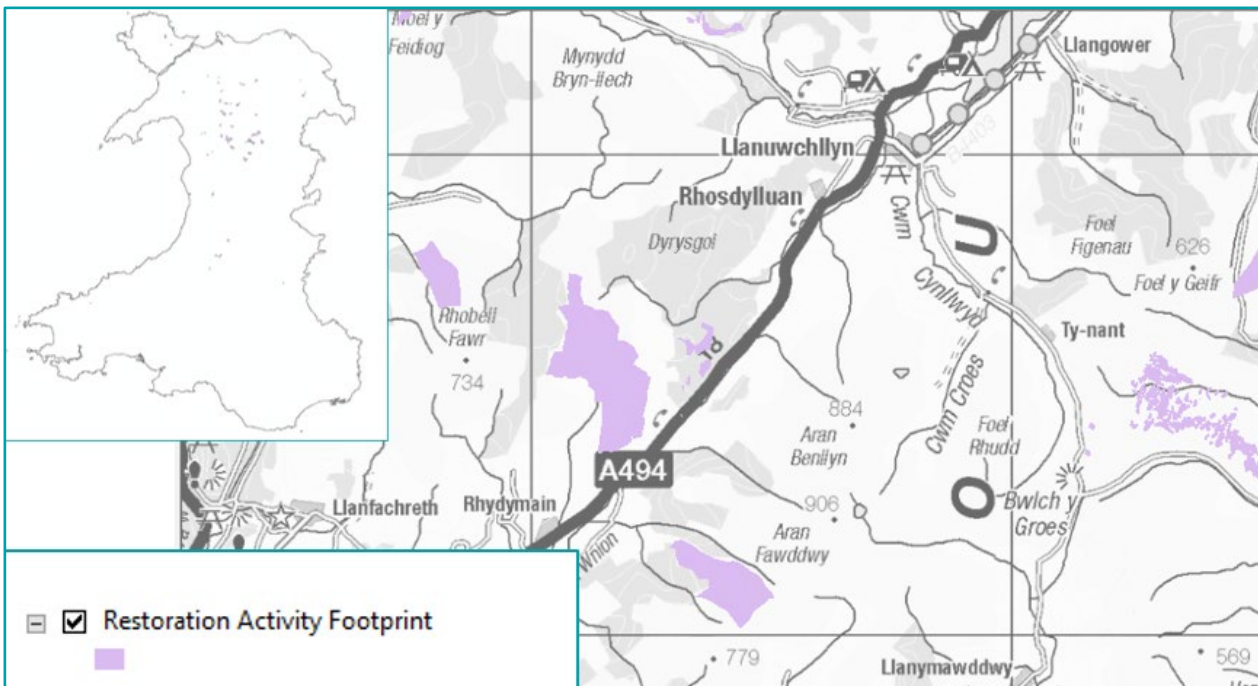 Moel y
Feidiog
Mynydd
Bryn-llech
Llangower
B4403
Llanuwchllyn
Rhosdylluan
Cwm
Cynllwyd
U
Dyrysgol
Foel
Figenau
626
Foel y Geifr
Rhobell
Fawr
734
Ty-nant
Cwm Croes
884
Aran
Benllyn
Foel
Rhudd
A494
O
Bwlch y
Groes
Llanfachreth
Rhydymain
906
Aran
Fawddwy
Wnion
Restoration Activity Footprint
779
Llanymawddwy
569